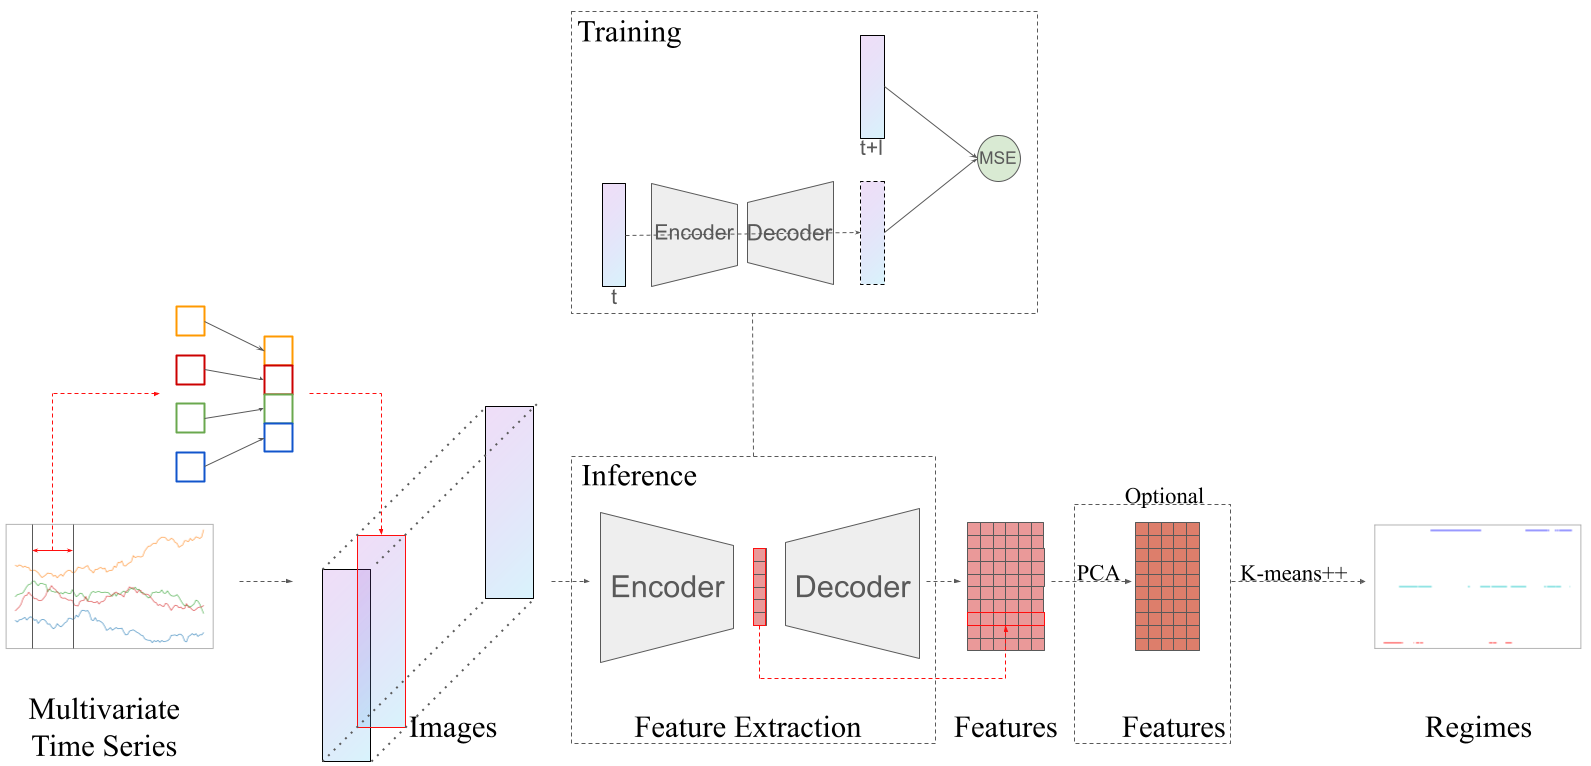 Training
t+l
MSE
Encoder
Decoder
t
Inference
Optional
Encoder
Decoder
PCA
K-means++
Multivariate
Time Series
Images
Feature Extraction
Features
Features
Regimes